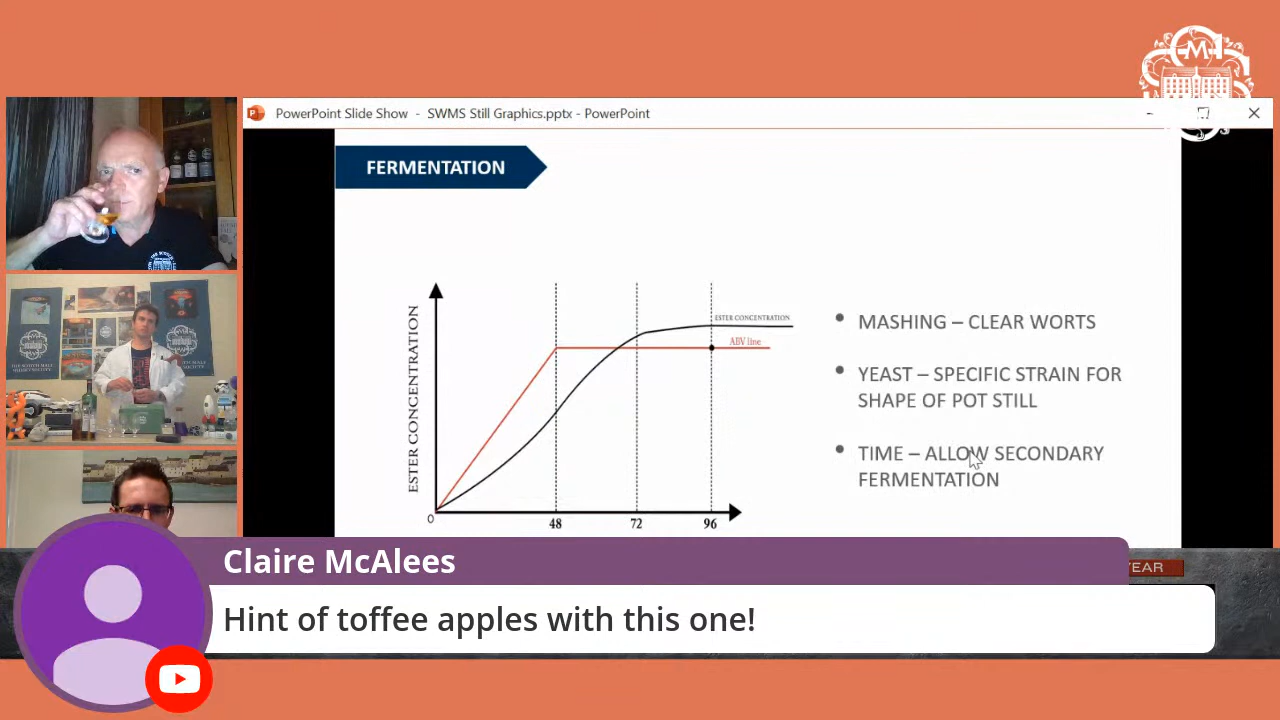 PowerPoint Slide Show - SWMS Still Graphics.pptx - PowerPoint
FERMENTATION
ESTER CONCENTRATION
ESTER CONCENTRATION
ABV line
0
48
72
96
MASHING – CLEAR WORTS
YEAST – SPECIFIC STRAIN FOR
SHAPE OF POT STILL
TIME – ALLOW SECONDARY
FERMENTATION
YEAR
Claire McAlees
Hint of toffee apples with this one!
M